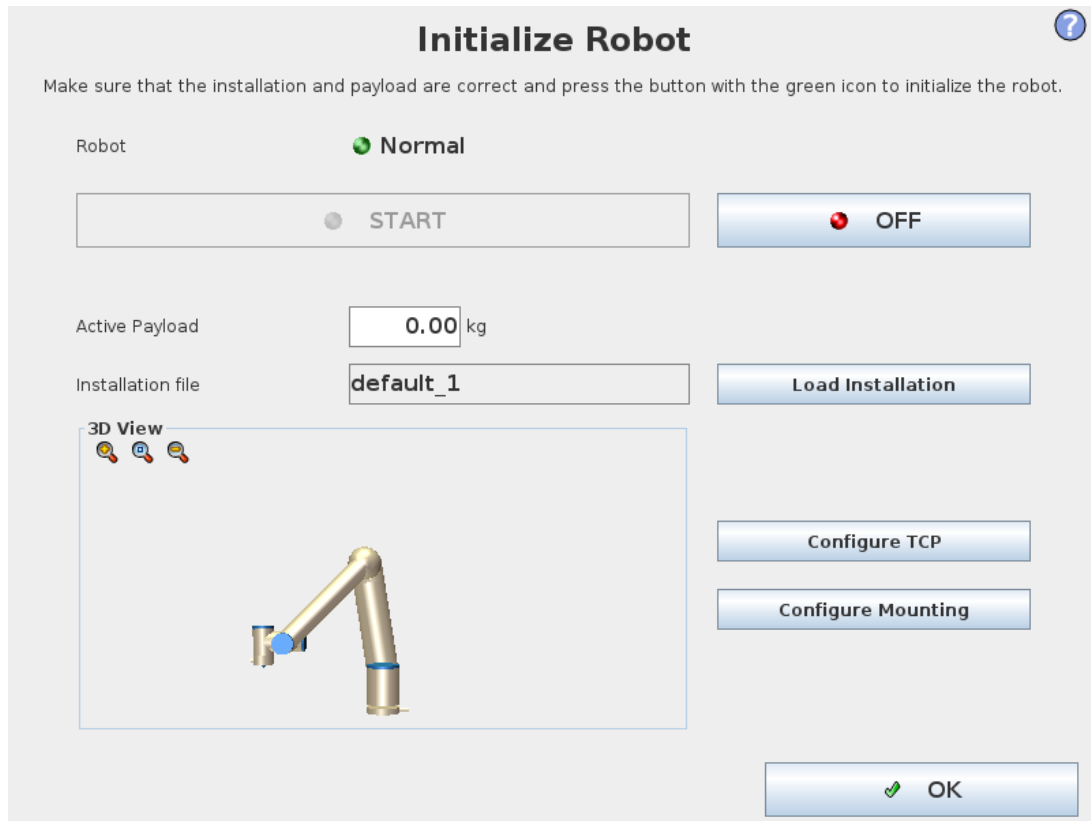 Initialize Robot
?
Make sure that the installation and payload are correct and press the button with the green icon to initialize the robot.
Robot
Normal
START
OFF
Active Payload
0.00 kg
Installation file
default_1
Load Installation
3D View
Configure TCP
Configure Mounting
OK